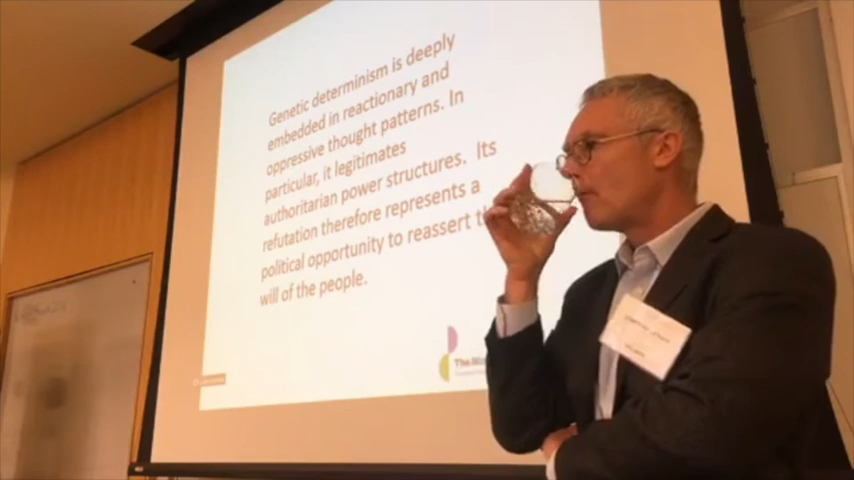 Genetic determinism is deeply
embedded in reactionary and
oppressive thought patterns. In
particular, it legitimates
authoritarian power structures. Its
refutation therefore represents a
political opportunity to reassert
will of the people.
The